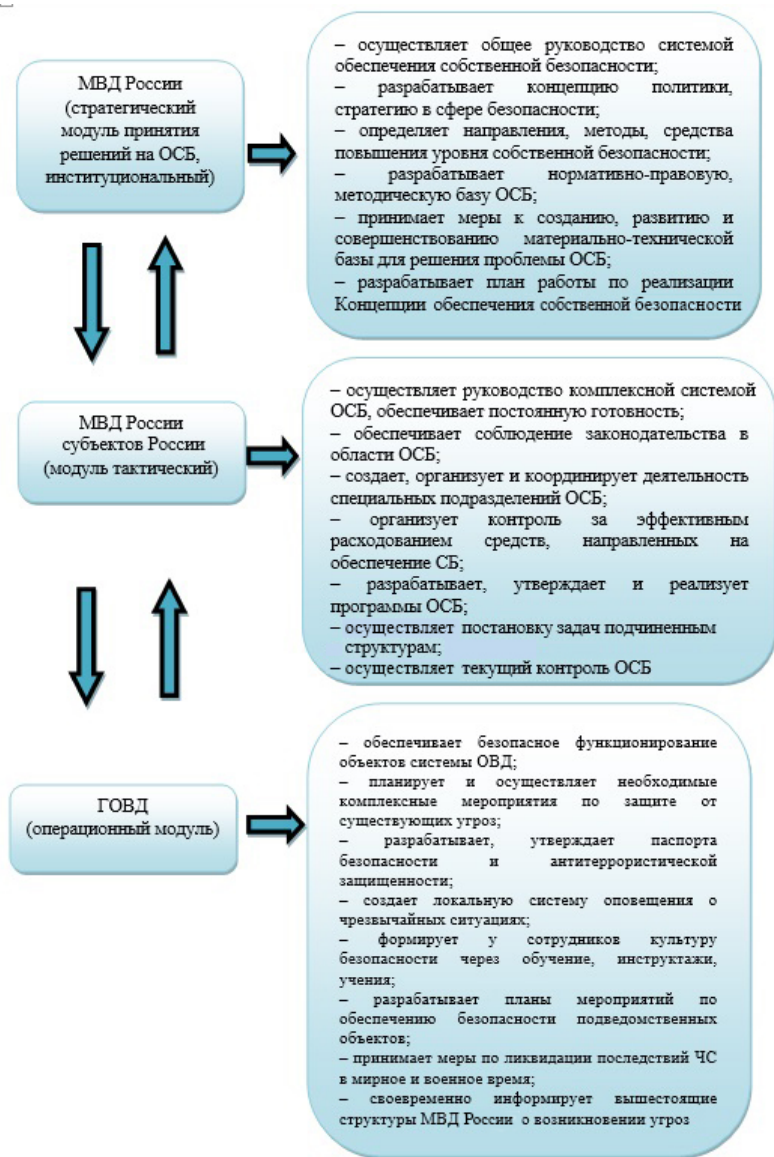 МВД России
(стратегический
модуль принятия
решений на ОСБ,
институциональный)
– осуществляет общее руководство системой
обеспечения собственной безопасности;
– разрабатывает концепцию политики,
стратегию в сфере безопасности;
– определяет направления, методы, средства
повышения уровня собственной безопасности;
– разрабатывает нормативно-правовую,
методическую базу ОСБ;
– принимает меры к созданию, развитию и
совершенствованию материально-технической
базы для решения проблемы ОСБ;
– разрабатывает план работы по реализации
Концепции обеспечения собственной безопасности
МВД России
субъектов России
(модуль тактический)
– осуществляет руководство комплексной системой
ОСБ, обеспечивает постоянную готовность;
– обеспечивает соблюдение законодательства в
области ОСБ;
– создает, организует и координирует деятельность
специальных подразделений ОСБ;
– организует контроль за эффективным
расходованием средств, направленных на
обеспечение СБ;
– разрабатывает, утверждает и реализует
программы ОСБ;
– осуществляет постановку задач подчиненным
структурам;
– осуществляет текущий контроль ОСБ
ГОВД
(операционный модуль)
– обеспечивает безопасное функционирование
объектов системы ОВД;
– планирует и осуществляет необходимые
комплексные мероприятия по защите от
существующих угроз;
– разрабатывает, утверждает паспорта
безопасности и антитеррористической
защищенности;
– создает локальную систему оповещения о
чрезвычайных ситуациях;
– формирует у сотрудников культуру
безопасности через обучение, инструктажи,
учения;
– разрабатывает планы мероприятий по
обеспечению безопасности подведомственных
объектов;
– принимает меры по ликвидации последствий ЧС
в мирное и военное время;
– своевременно информирует вышестоящие
структуры МВД России о возникновении угроз